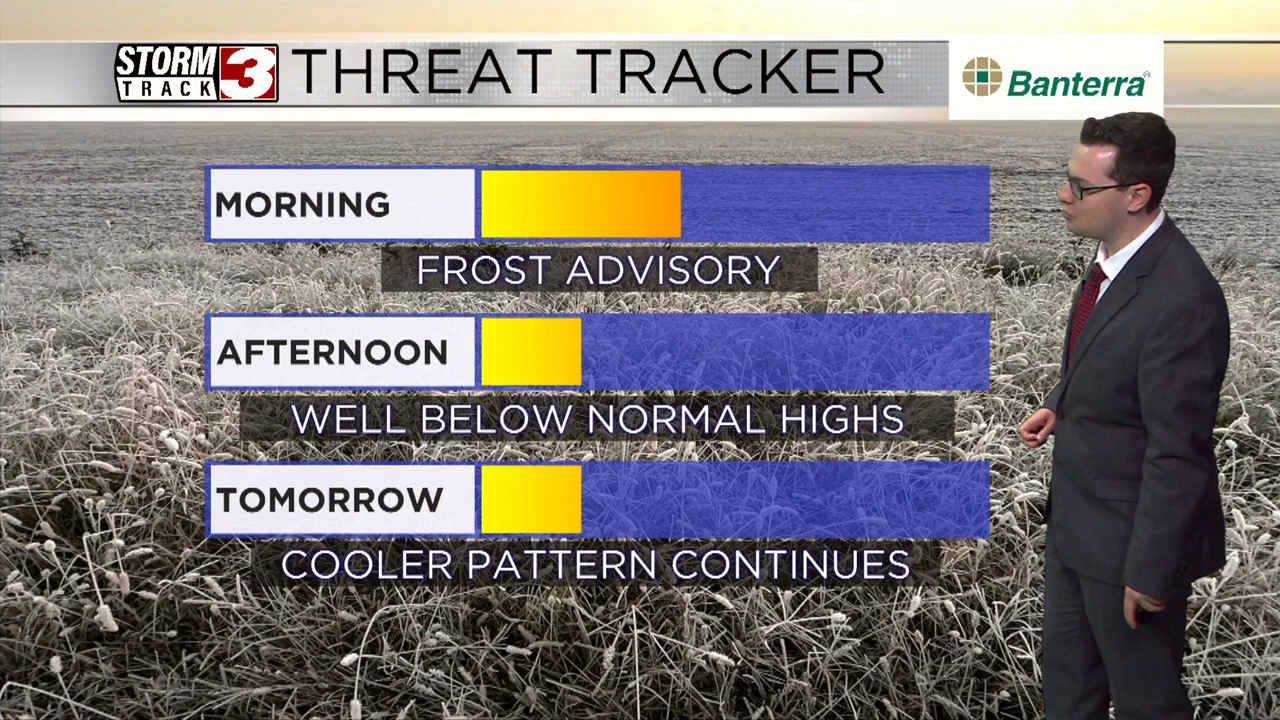 STORM
TRACK 3
THREAT TRACKER
Banterra®
MORNING
FROST ADVISORY
AFTERNOON
WELL BELOW NORMAL HIGHS
TOMORROW
COOLER PATTERN CONTINUES